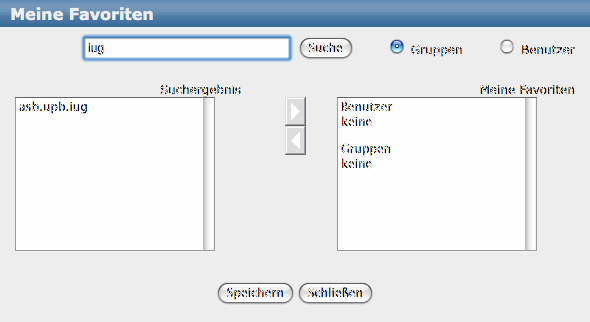 Meine Favoriten
iug Suche Gruppen Benutzer
Suchergebnis Meine Favoriten
asb.upb.iug
Benutzer
keine
Gruppen
keine
Speichern Schließen